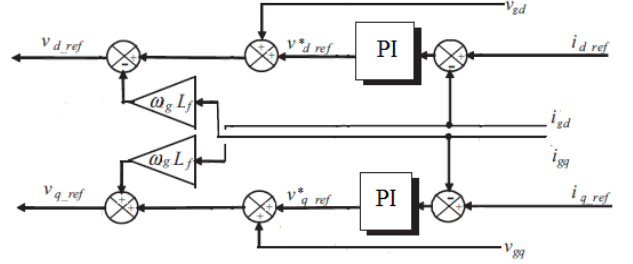 v_gd
v_d_ref
v*_d_ref
PI
i_d_ref
ω_g L_f
i_gd
ω_g L_f
i_gq
v_q_ref
v*_q_ref
PI
i_q_ref
v_gq